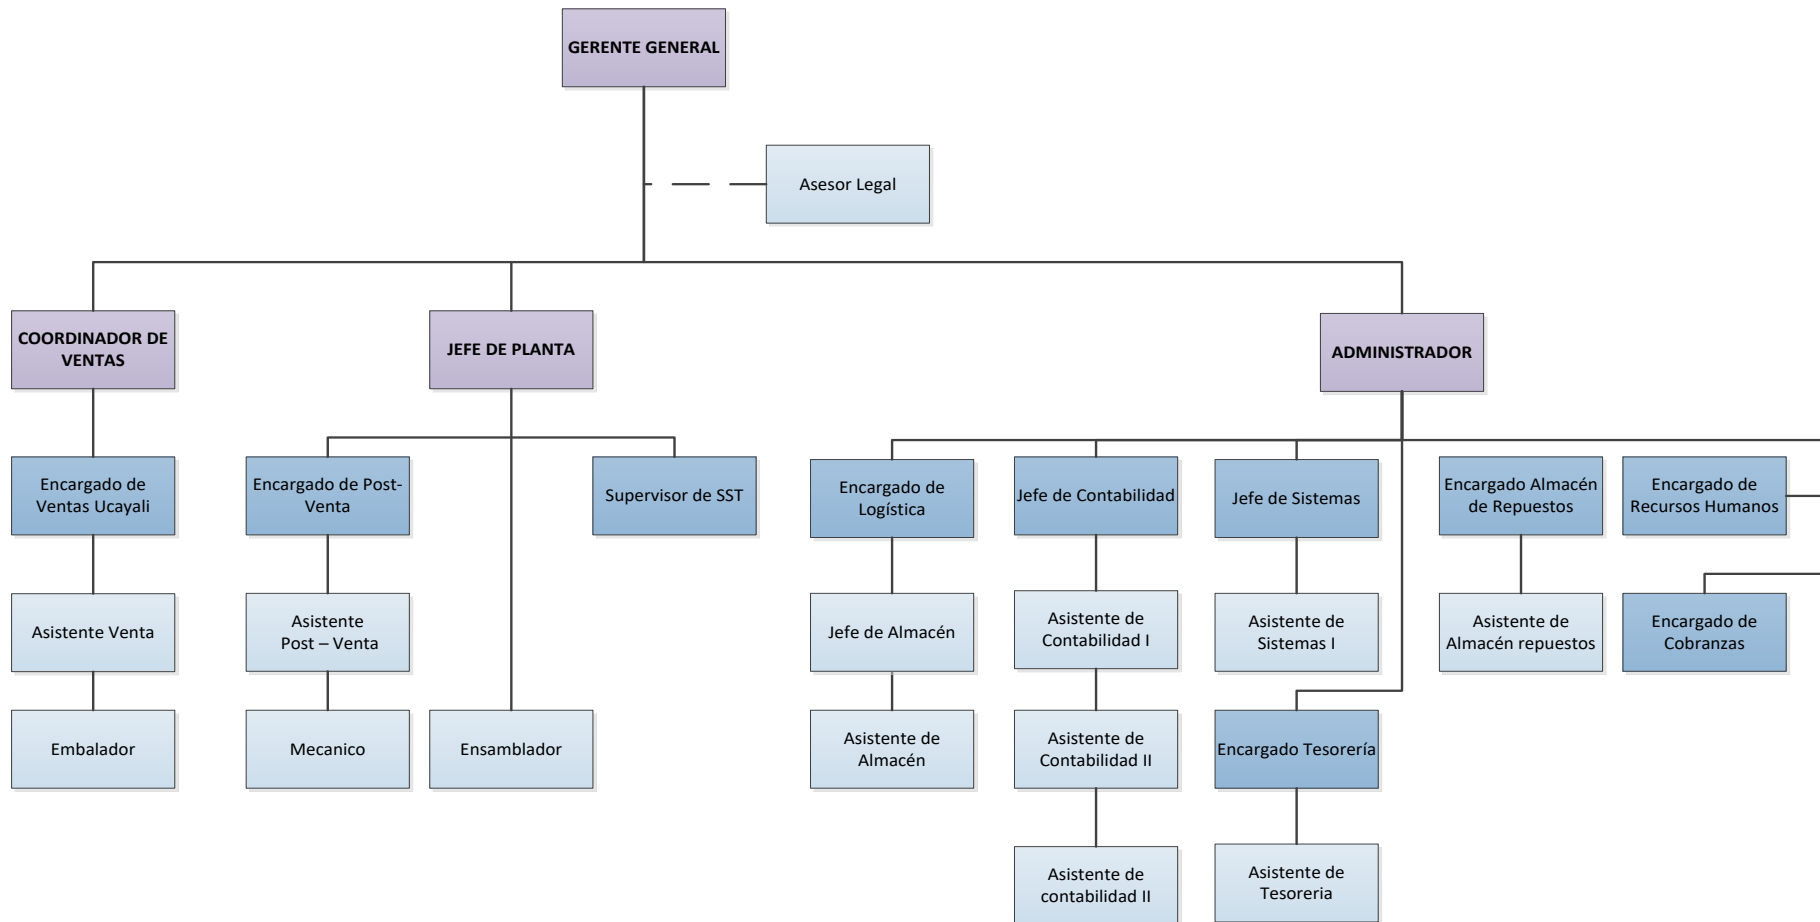 GERENTE GENERAL
Asesor Legal
COORDINADOR DE
VENTAS
JEFE DE PLANTA
ADMINISTRADOR
Encargado de
Ventas Ucayali
Encargado de Post-
Venta
Supervisor de SST
Encargado de
Logística
Jefe de Contabilidad
Jefe de Sistemas
Encargado Almacén
de Repuestos
Encargado de
Recursos Humanos
Asistente Venta
Asistente
Post – Venta
Jefe de Almacén
Asistente de
Contabilidad I
Asistente de
Sistemas I
Asistente de
Almacén repuestos
Encargado de
Cobranzas
Embalador
Mecanico
Ensamblador
Asistente de
Almacén
Asistente de
Contabilidad II
Encargado Tesorería
Asistente de
contabilidad II
Asistente de
Tesoreria